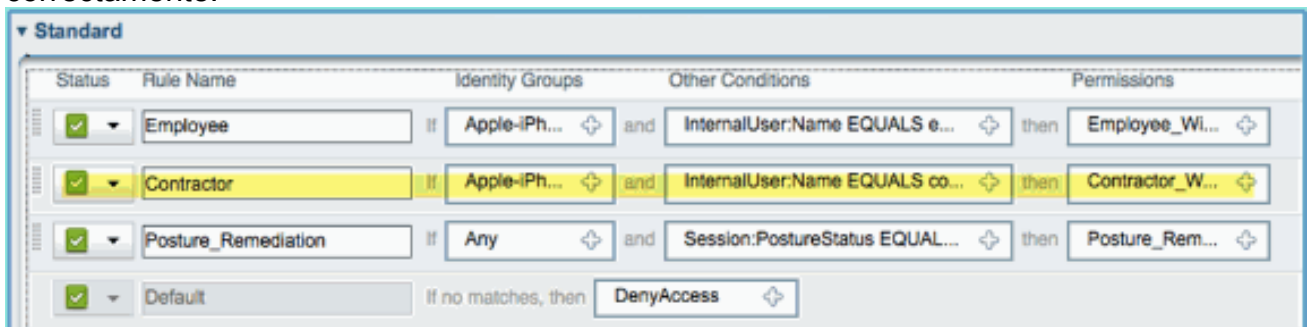 Standard
Status Rule Name Identity Groups Other Conditions Permissions
Employee If Apple-iPh... and InternalUser:Name EQUALS e... then Employee_Wi...
Contractor If Apple-iPh... and InternalUser:Name EQUALS co... then Contractor_W...
Posture_Remediation If Any and Session:PostureStatus EQUAL... then Posture_Rem...
Default If no matches, then DenyAccess